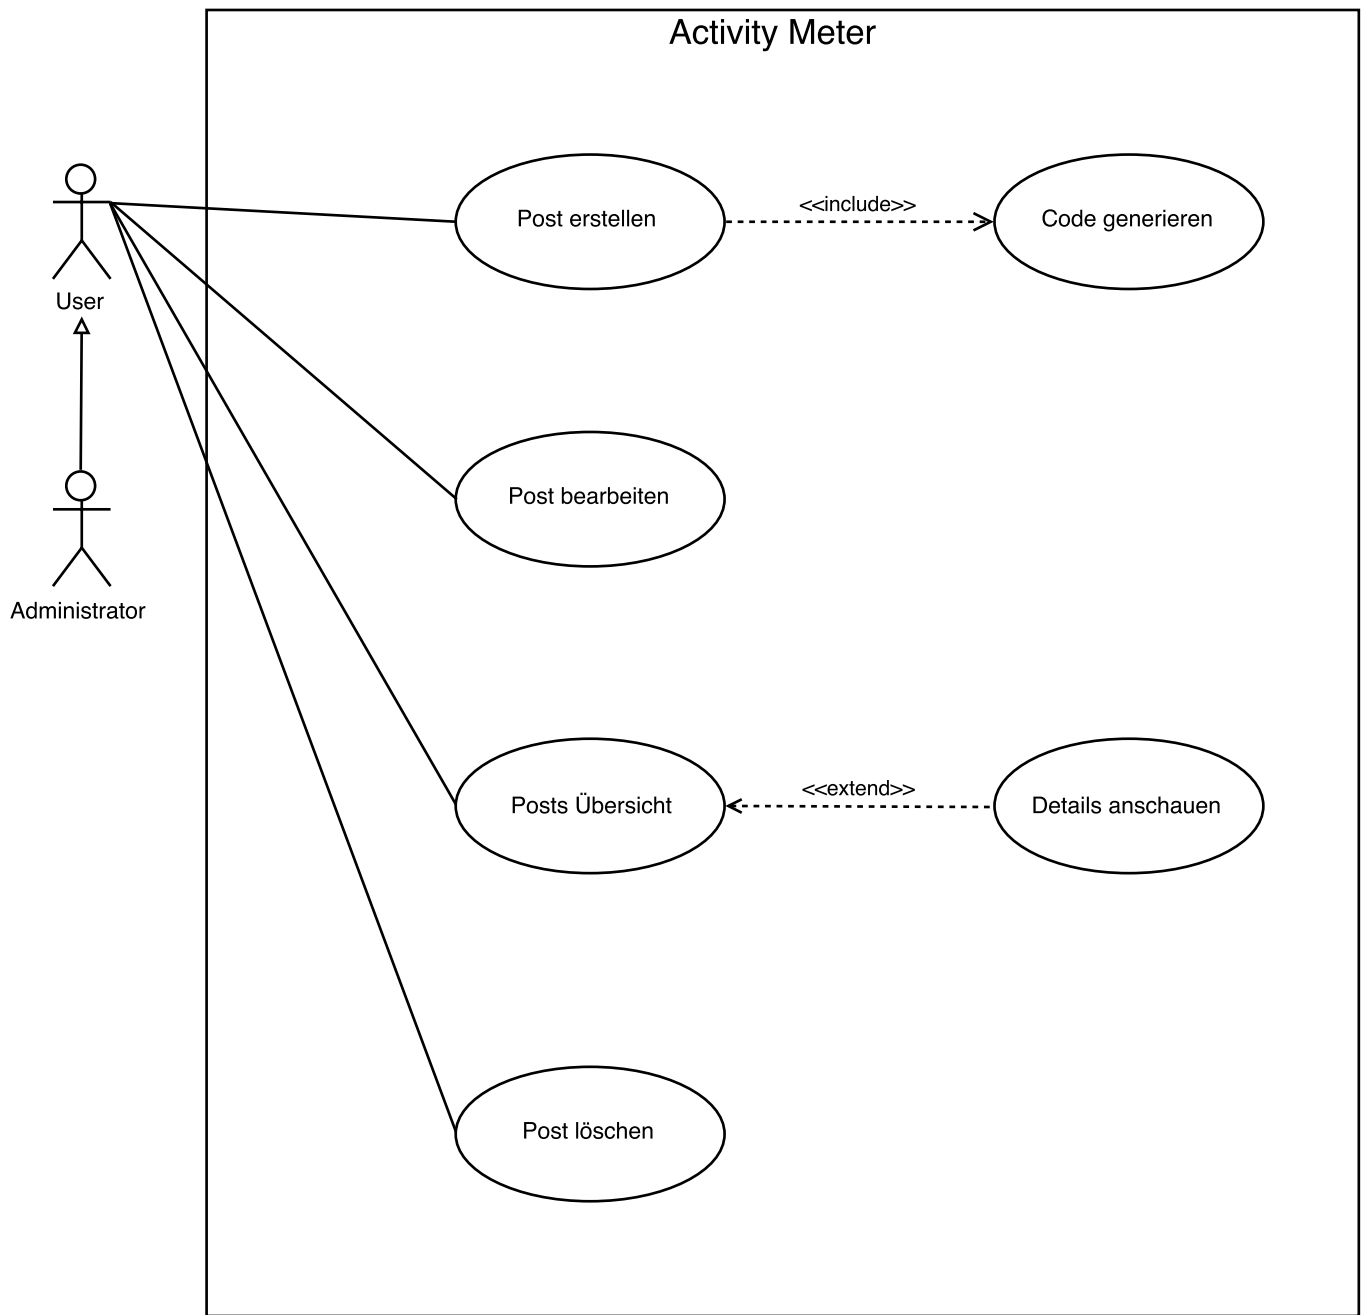 Activity Meter
Post erstellen
<<include>>
Code generieren
User
Post bearbeiten
Administrator
Posts Übersicht
<<extend>>
Details anschauen
Post löschen